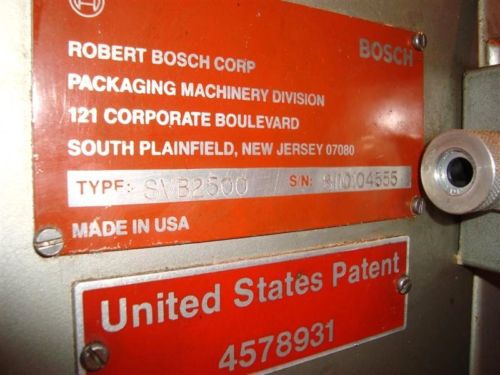 ROBERT BOSCH CORP
BOSCH
PACKAGING MACHINERY DIVISION
121 CORPORATE BOULEVARD
SOUTH PLAINFIELD, NEW JERSEY 07080
TYPE: SVB2500 S/N:
MADE IN USA
United States Patent
4578931